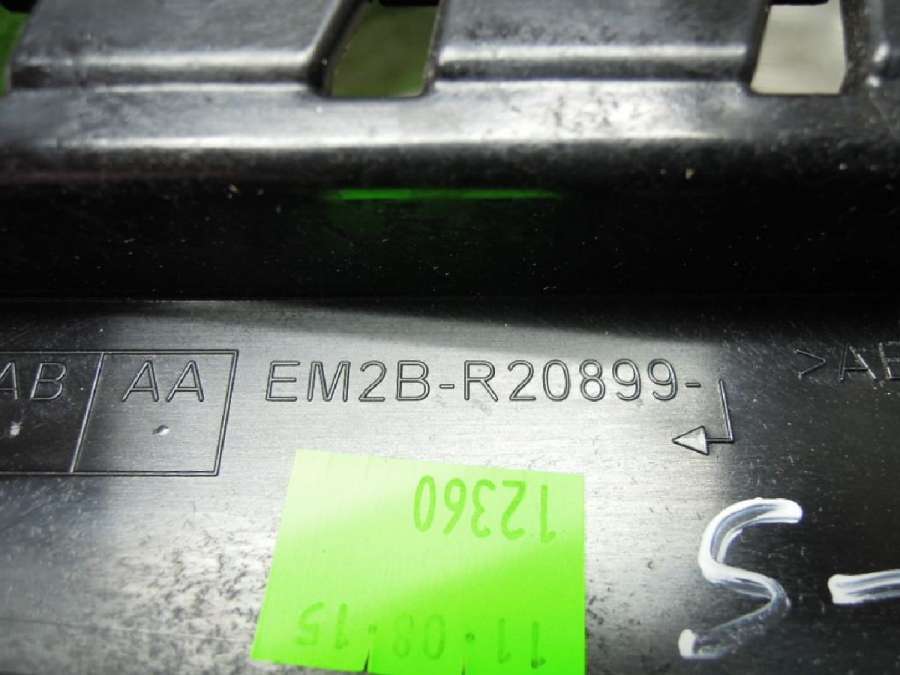 AB AA EM2B-R20899-
>AB
11·08·15
12360
S-